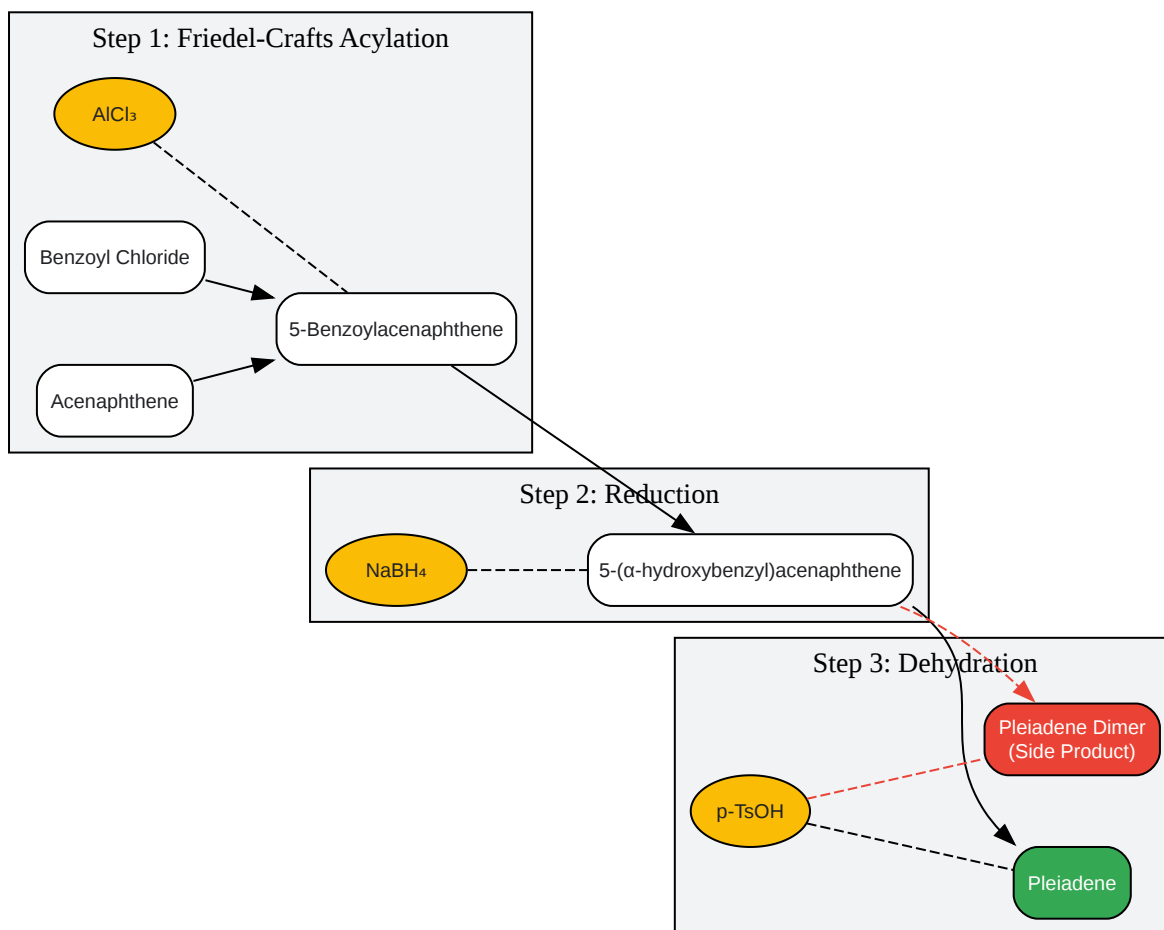 Step 1: Friedel-Crafts Acylation
AlCl₃
Benzoyl Chloride
5-Benzoylacenaphthene
Acenaphthene
Step 2: Reduction
NaBH₄
5-(α-hydroxybenzyl)acenaphthene
Step 3: Dehydration
Pleiadene Dimer
(Side Product)
p-TsOH
Pleiadene